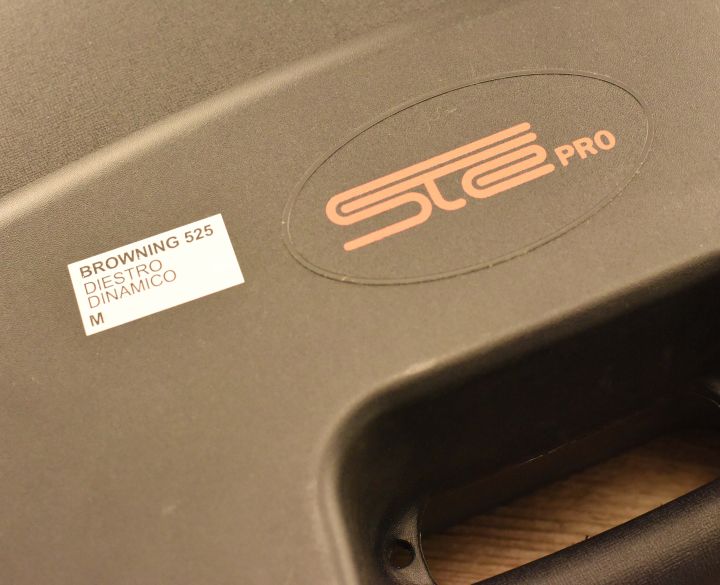 STE PRO
BROWNING 525
DIESTRO
DINAMICO
M